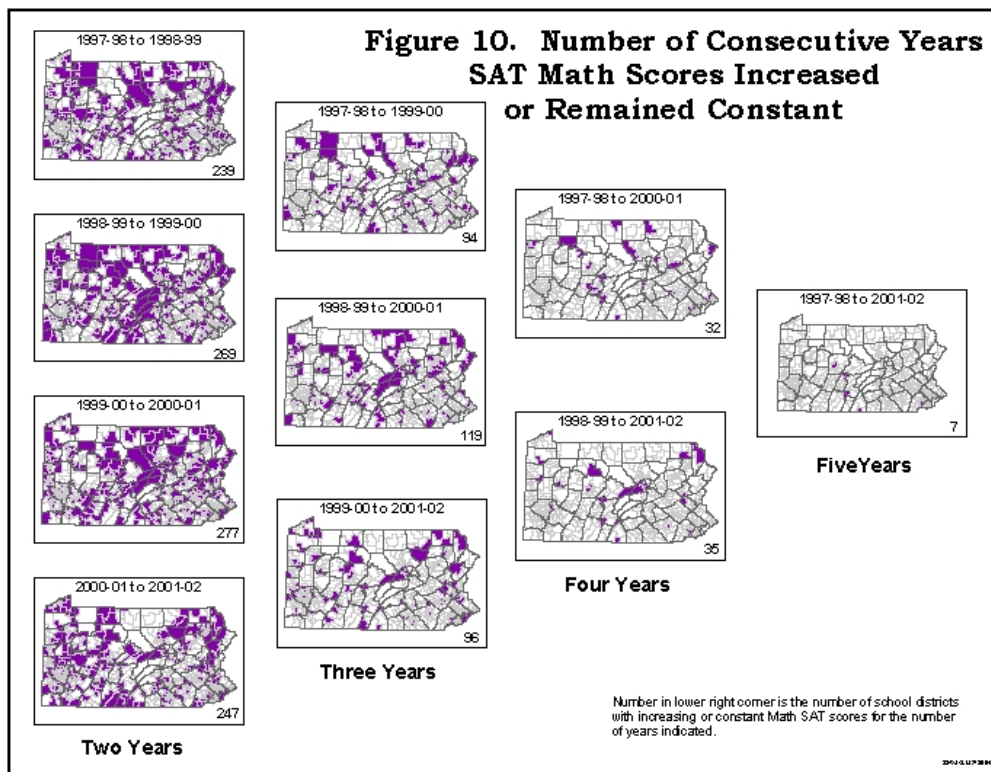 Figure 10. Number of Consecutive Years
SAT Math Scores Increased
or Remained Constant
1997-98 to 1998-99
239
1998-99 to 1999-00
269
1999-00 to 2000-01
277
2000-01 to 2001-02
247
Two Years
1997-98 to 1999-00
94
1998-99 to 2000-01
119
1999-00 to 2001-02
96
Three Years
1997-98 to 2000-01
32
1998-99 to 2001-02
35
Four Years
1997-98 to 2001-02
7
Five Years
Number in lower right corner is the number of school districts
with increasing or constant Math SAT scores for the number
of years indicated.